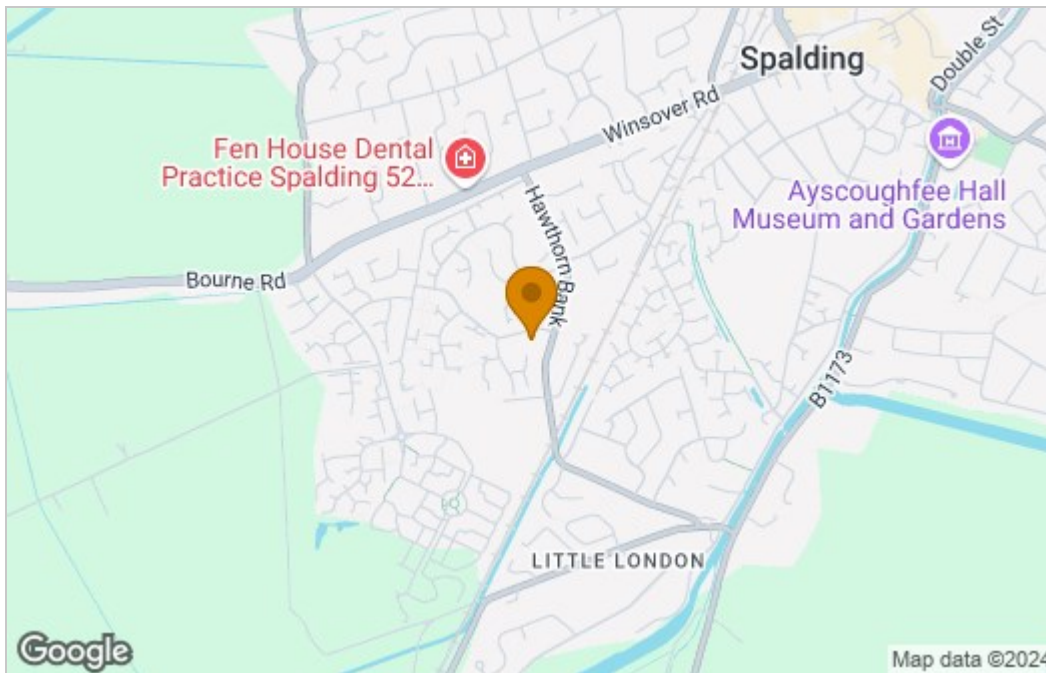 Spalding
Double St
Winsover Rd
Fen House Dental
Practice Spalding 52...
Ayscoughfee Hall
Museum and Gardens
Hawthorn Bank
Bourne Rd
B1173
LITTLE LONDON
Google
Map data ©2024